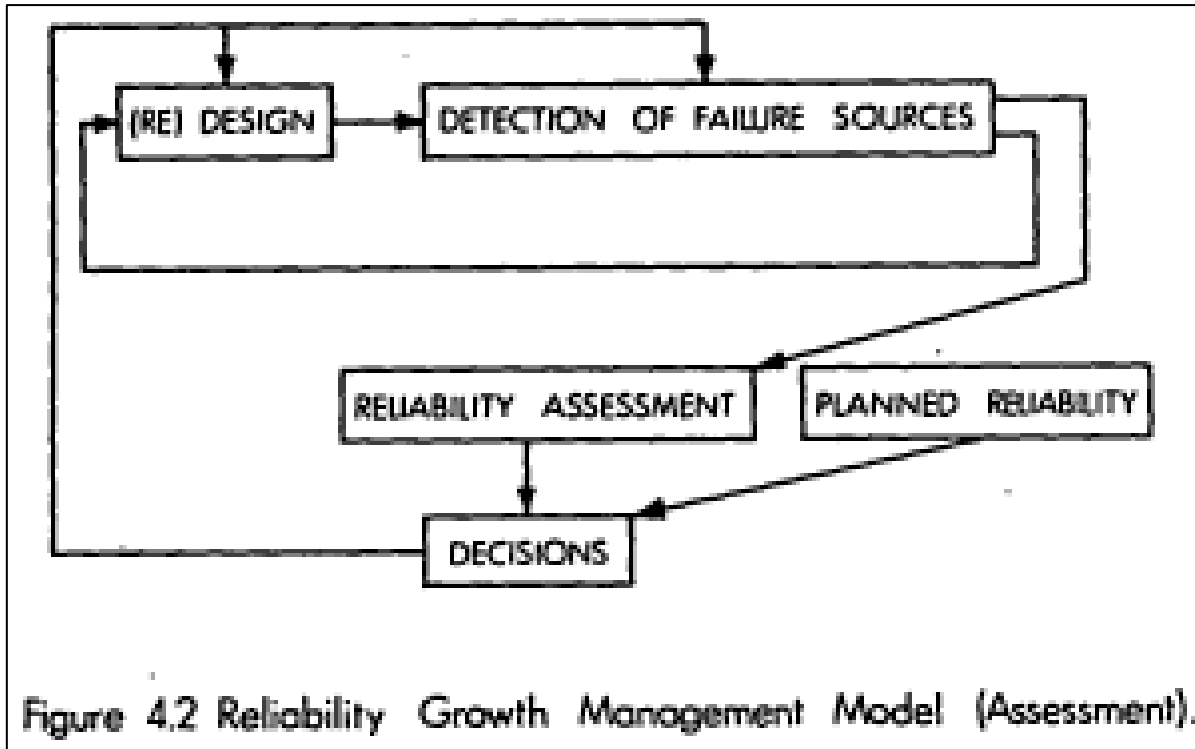 (RE) DESIGN
DETECTION OF FAILURE SOURCES
RELIABILITY ASSESSMENT
PLANNED RELIABILITY
DECISIONS
Figure 4.2 Reliability Growth Management Model (Assessment).